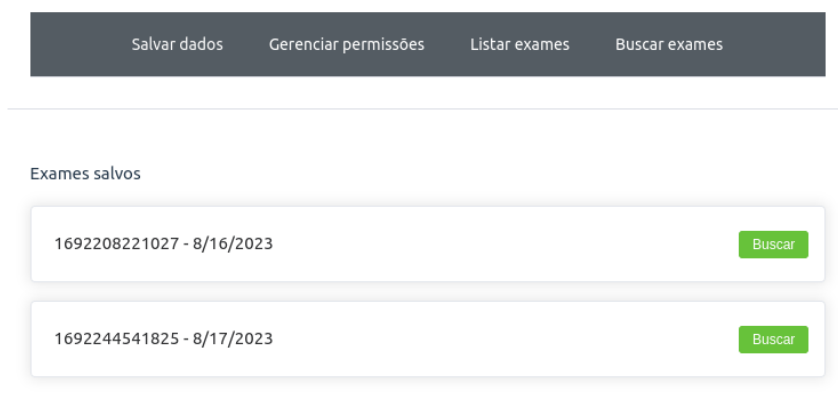 Salvar dados Gerenciar permissões Listar exames Buscar exames
Exames salvos
1692208221027 - 8/16/2023 Buscar
1692244541825 - 8/17/2023 Buscar